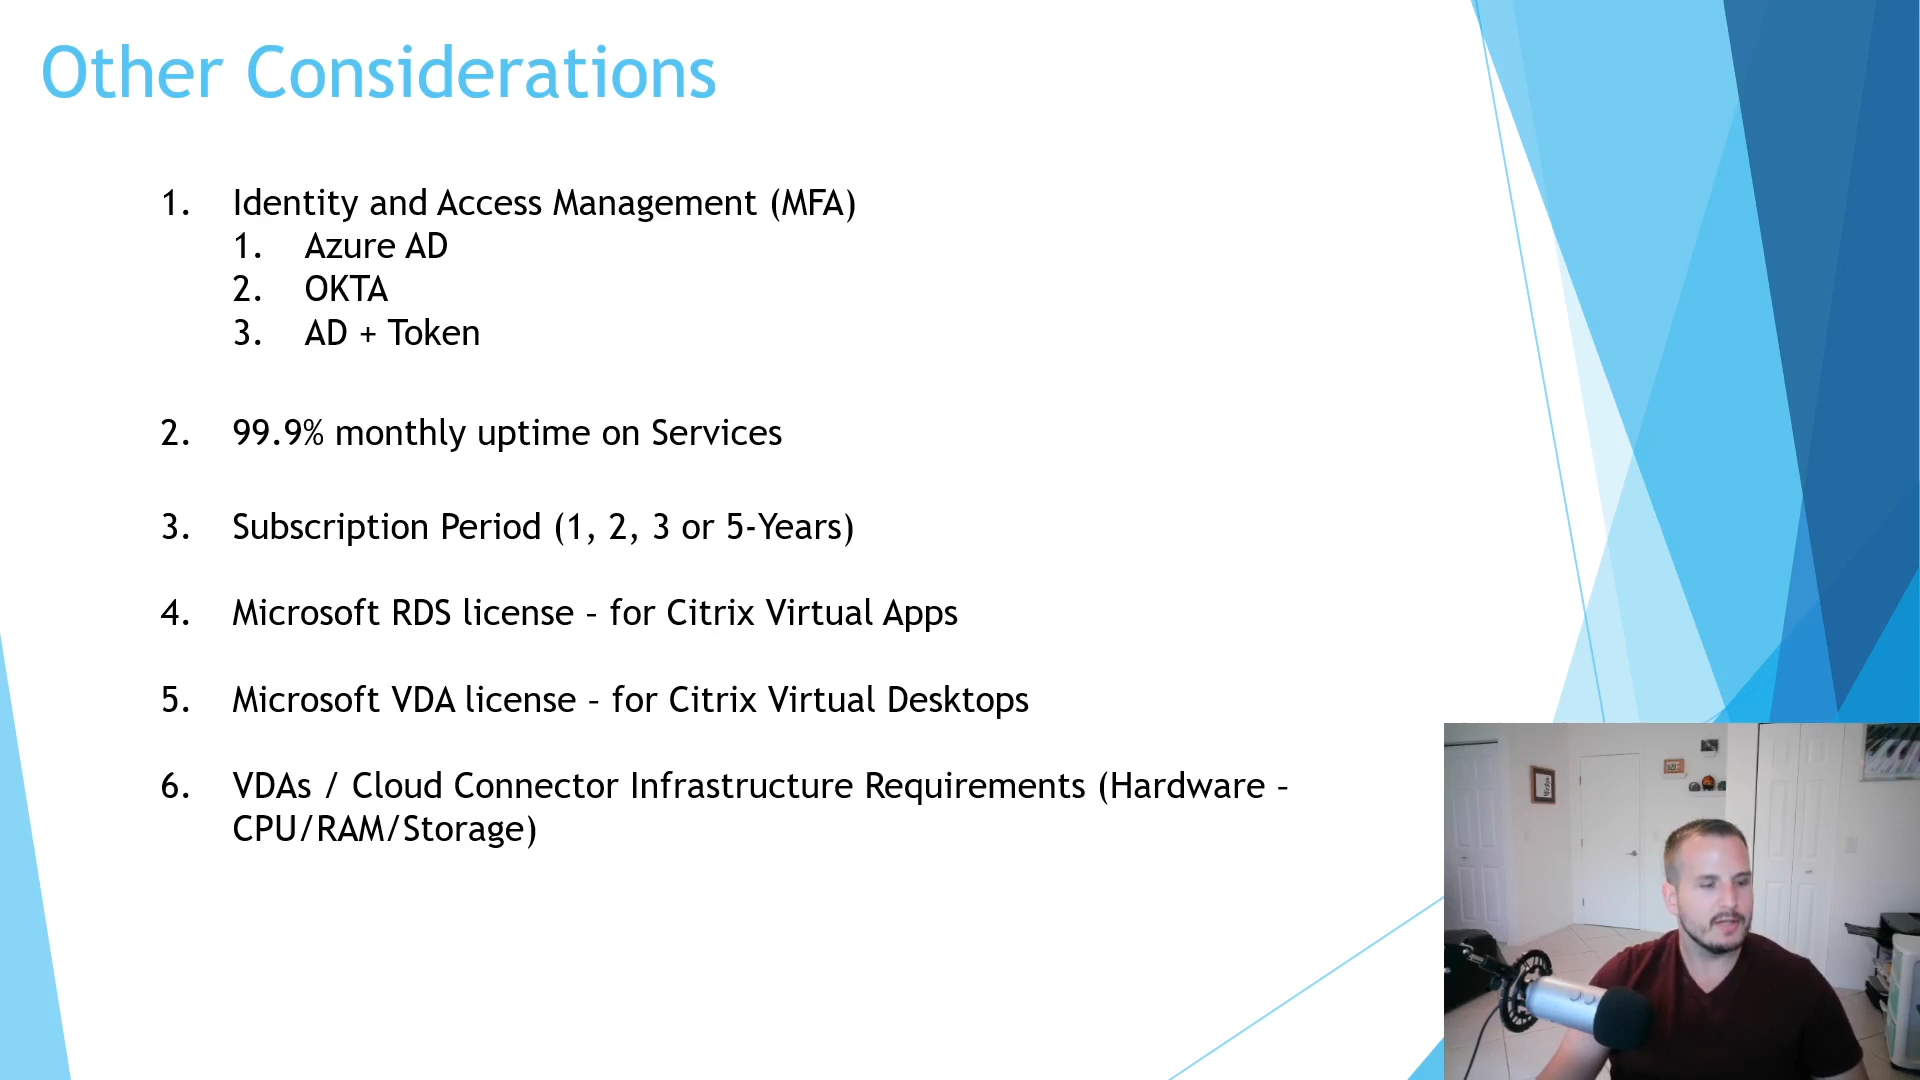 Other Considerations
1. Identity and Access Management (MFA)
1. Azure AD
2. OKTA
3. AD + Token
2. 99.9% monthly uptime on Services
3. Subscription Period (1, 2, 3 or 5-Years)
4. Microsoft RDS license – for Citrix Virtual Apps
5. Microsoft VDA license – for Citrix Virtual Desktops
6. VDAs / Cloud Connector Infrastructure Requirements (Hardware –
CPU/RAM/Storage)